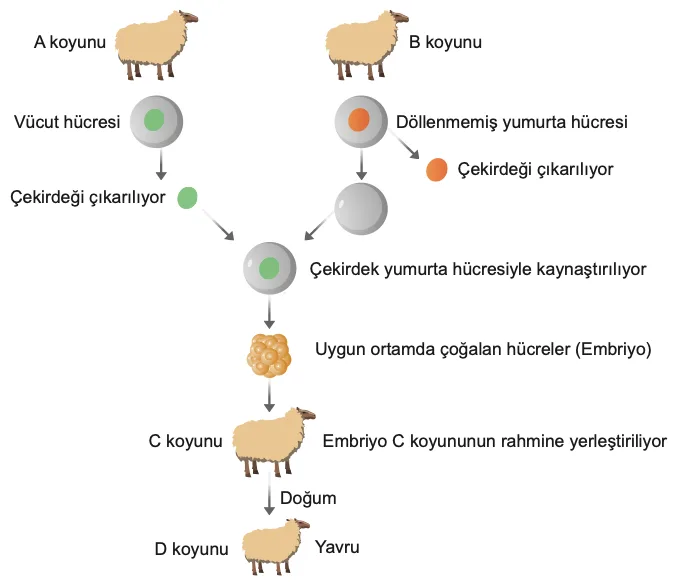 A koyunu
B koyunu
Vücut hücresi
Döllenmemiş yumurta hücresi
Çekirdeği çıkarılıyor
Çekirdeği çıkarılıyor
Çekirdek yumurta hücresiyle kaynaştırılıyor
Uygun ortamda çoğalan hücreler (Embriyo)
C koyunu
Embriyo C koyununun rahmine yerleştiriliyor
Doğum
D koyunu
Yavru